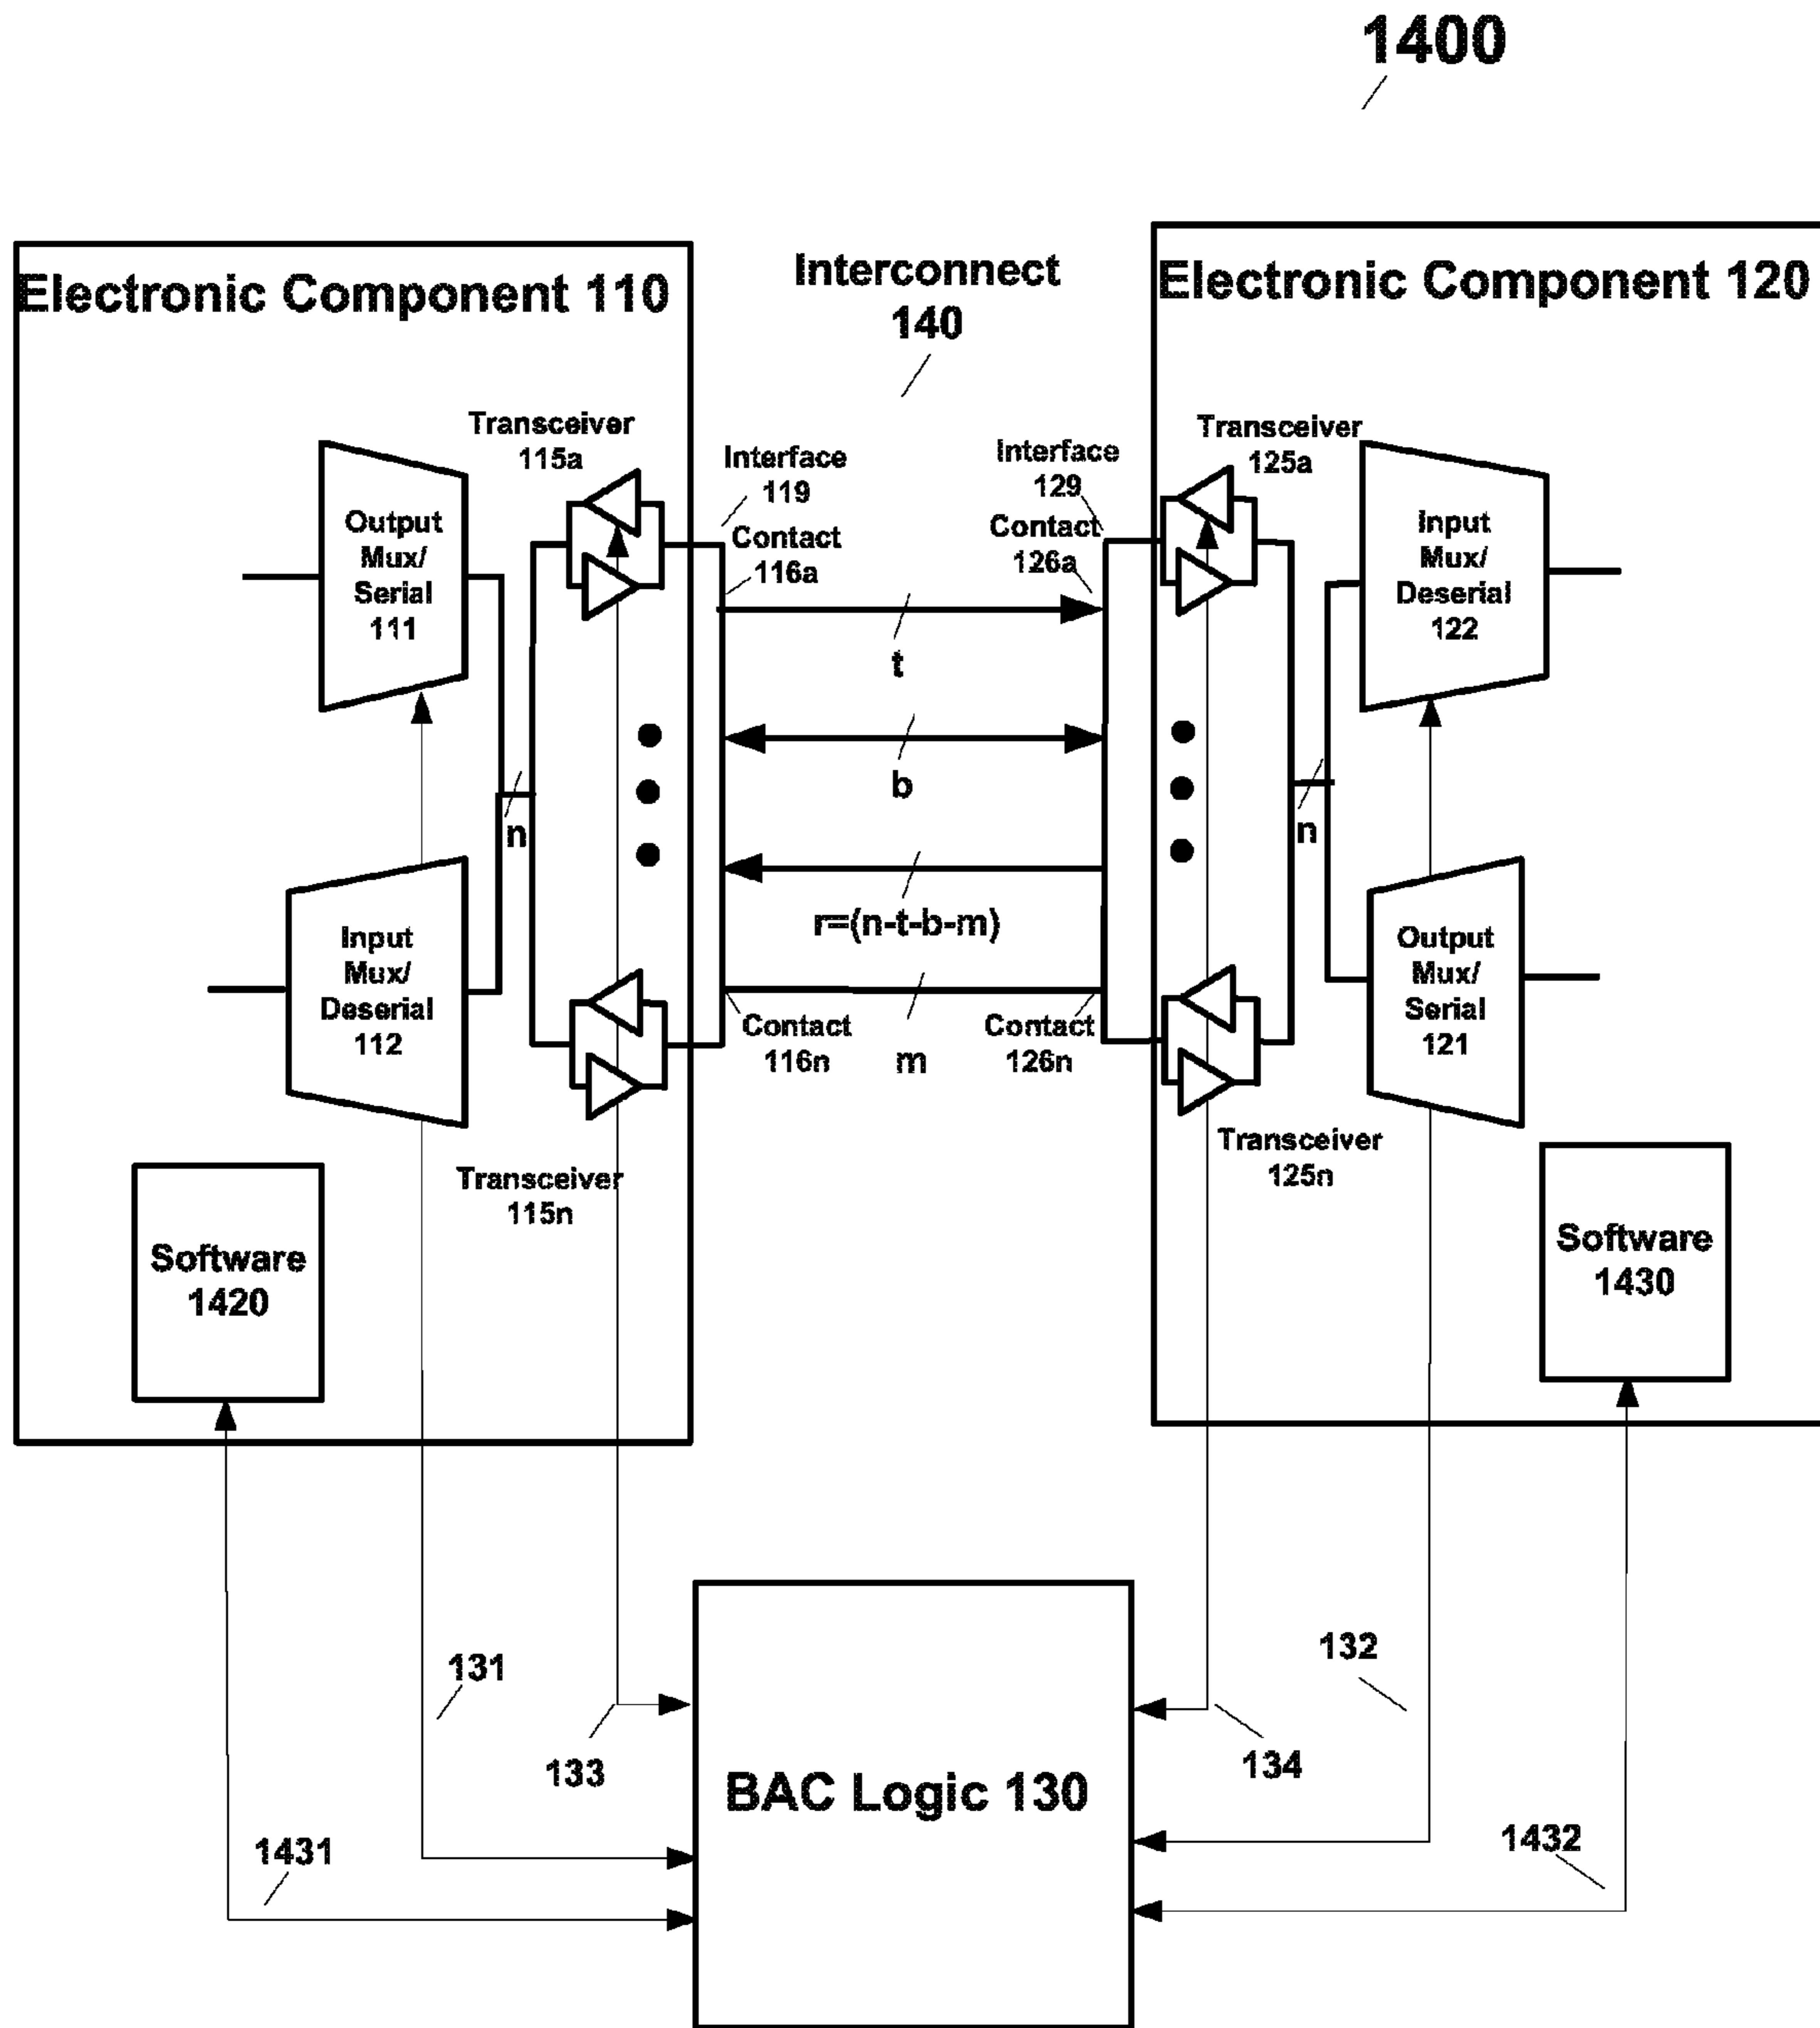 1400
Electronic Component 110
Interconnect
140
Electronic Component 120
Transceiver
115a
Interface
119
Contact
116a
Interface
129
Contact
126a
Transceiver
125a
Output
Mux/
Serial
111
Input
Mux/
Deserial
122
t
b
n
n
r=(n-t-b-m)
Input
Mux/
Deserial
112
Output
Mux/
Serial
121
Contact
116n
m
Contact
126n
Transceiver
115n
Transceiver
125n
Software
1420
Software
1430
131
132
133
134
BAC Logic 130
1431
1432